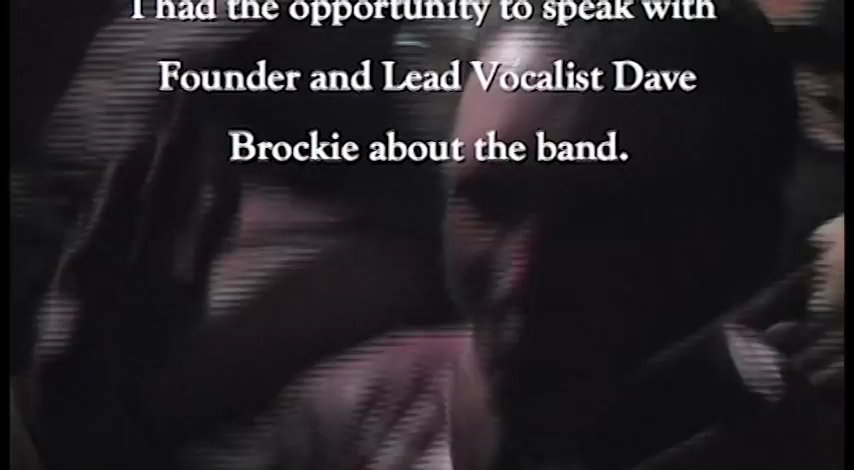 I had the opportunity to speak with
Founder and Lead Vocalist Dave
Brockie about the band.